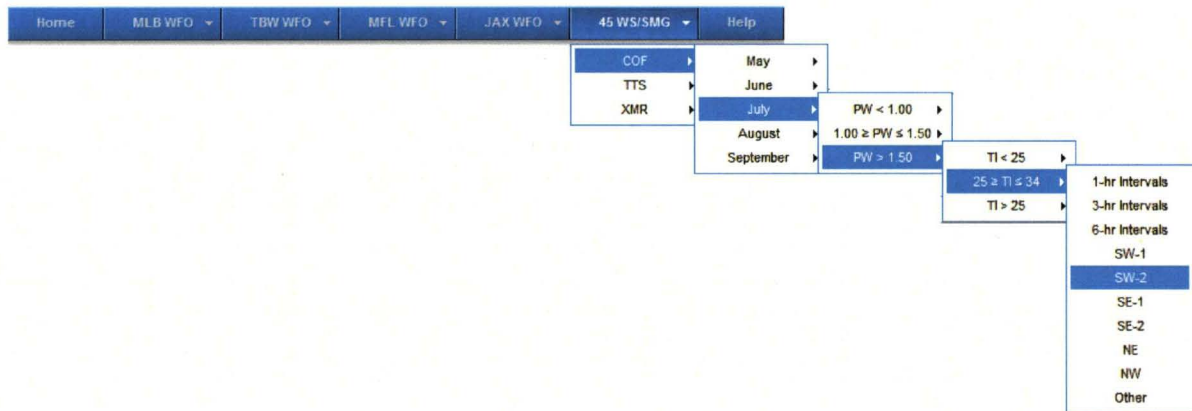 Home MLB WFO TBW WFO MFL WFO JAX WFO 45 WS/SMG Help
COF
TTS
XMR
May
June
July
August
September
PW < 1.00
1.00 ≥ PW ≤ 1.50
PW > 1.50
TI < 25
25 ≥ TI ≤ 34
TI > 25
1-hr Intervals
3-hr Intervals
6-hr Intervals
SW-1
SW-2
SE-1
SE-2
NE
NW
Other